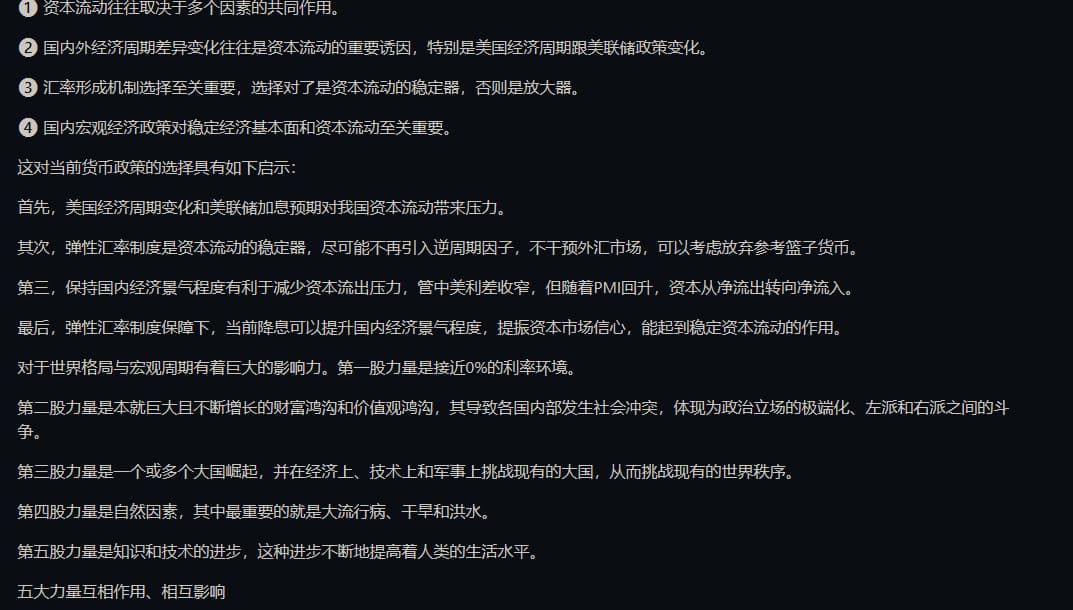 ❶ 资本流动往往取决于多个因素的共同作用。
❷ 国内外经济周期差异变化往往是资本流动的重要诱因，特别是美国经济周期跟美联储政策变化。
❸ 汇率形成机制选择至关重要，选择对了是资本流动的稳定器，否则是放大器。
❹ 国内宏观经济政策对稳定经济基本面和资本流动至关重要。
这对当前货币政策的选择具有如下启示：
首先，美国经济周期变化和美联储加息预期对我国资本流动带来压力。
其次，弹性汇率制度是资本流动的稳定器，尽可能不再引入逆周期因子，不干预外汇市场，可以考虑放弃参考篮子货币。
第三，保持国内经济景气程度有利于减少资本流出压力，管中美利差收窄，但随着PMI回升，资本从净流出转向净流入。
最后，弹性汇率制度保障下，当前降息可以提升国内经济景气程度，提振资本市场信心，能起到稳定资本流动的作用。
对于世界格局与宏观周期有着巨大的影响力。第一股力量是接近0%的利率环境。
第二股力量是本就巨大且不断增长的财富鸿沟和价值观鸿沟，其导致各国内部发生社会冲突，体现为政治立场的极端化、左派和右派之间的斗
争。
第三股力量是一个或多个大国崛起，并在经济上、技术上和军事上挑战现有的大国，从而挑战现有的世界秩序。
第四股力量是自然因素，其中最重要的就是大流行病、干旱和洪水。
第五股力量是知识和技术的进步，这种进步不断地提高着人类的生活水平。
五大力量互相作用、相互影响